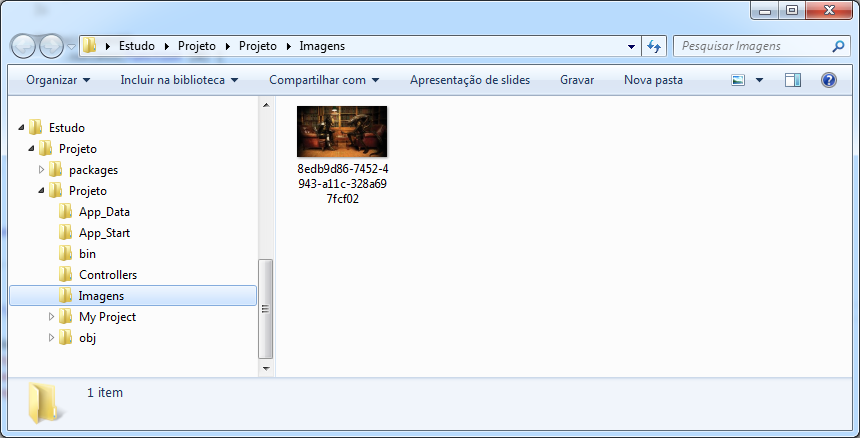 Estudo Projeto Projeto Imagens Pesquisar Imagens
Organizar Incluir na biblioteca Compartilhar com Apresentação de slides Gravar Nova pasta
Estudo
Projeto
packages
Projeto
App_Data
App_Start
bin
Controllers
Imagens
My Project
obj
8edb9d86-7452-4
943-a11c-328a69
7fcf02
1 item